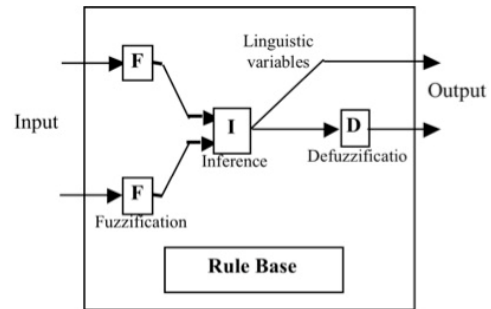 Linguistic
variables
F
Output
Input
I
D
Inference
Defuzzificatio
F
Fuzzification
Rule Base